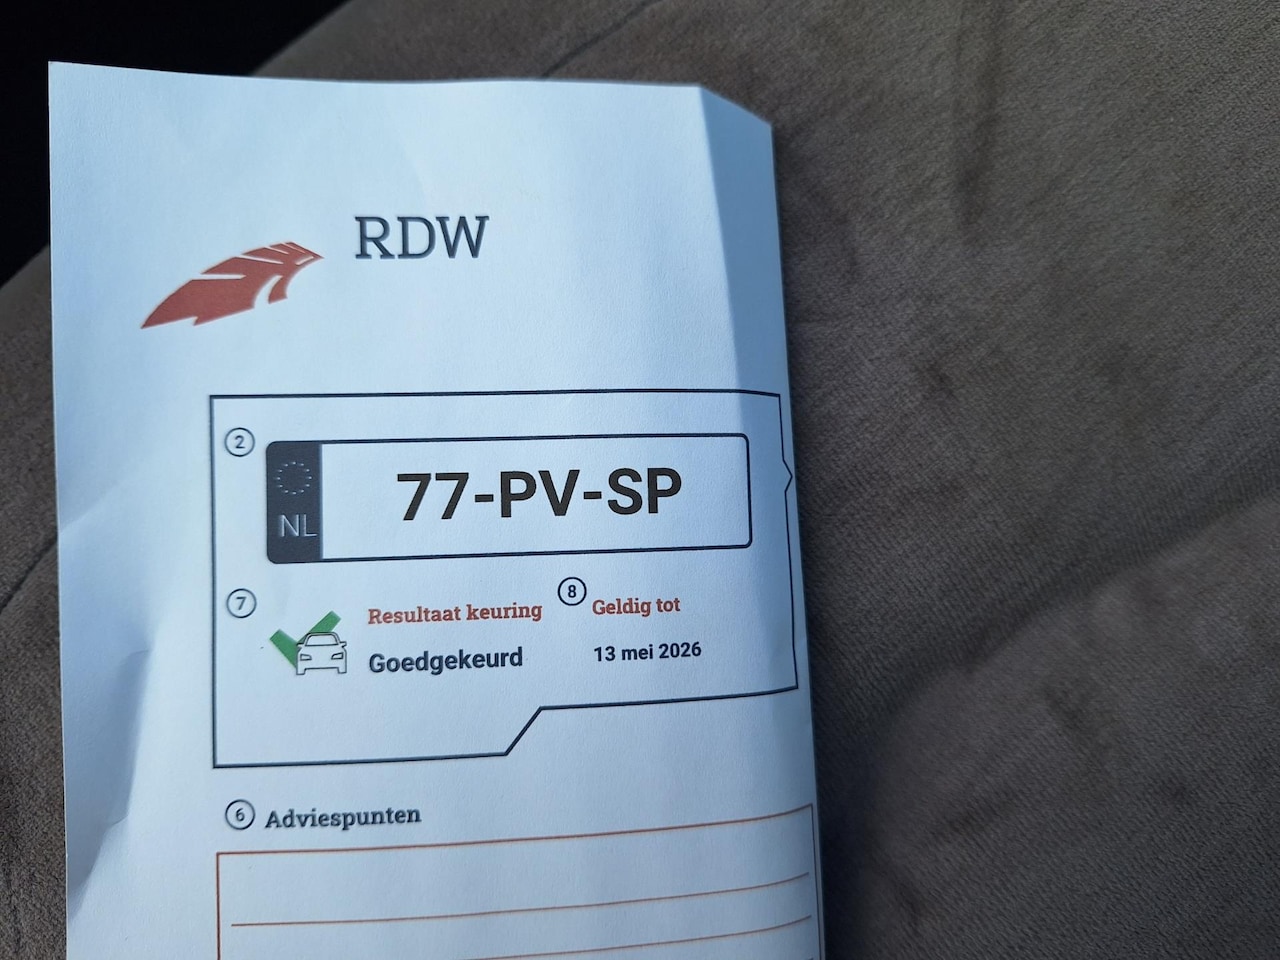 RDW
2
NL
77-PV-SP
7
Resultaat keuring
8
Geldig tot
Goedgekeurd
13 mei 2026
6 Adviespunten